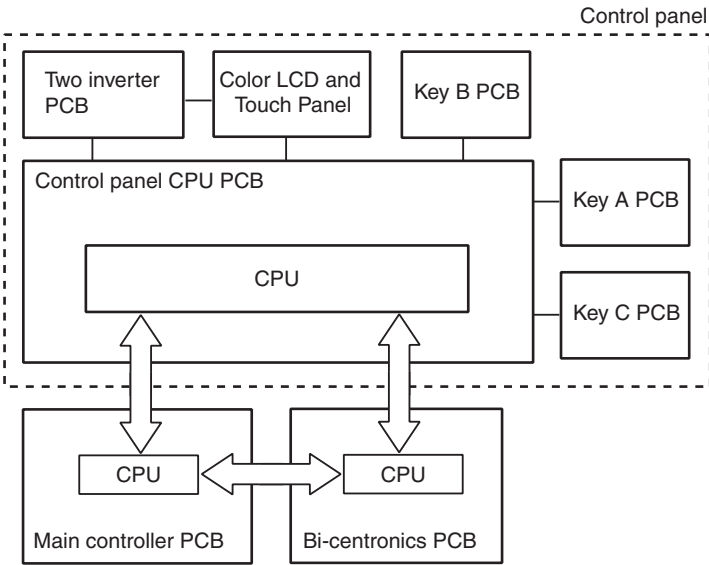 Control panel
Two inverter
PCB
Color LCD and
Touch Panel
Key B PCB
Control panel CPU PCB
Key A PCB
CPU
Key C PCB
CPU
CPU
Main controller PCB
Bi-centronics PCB